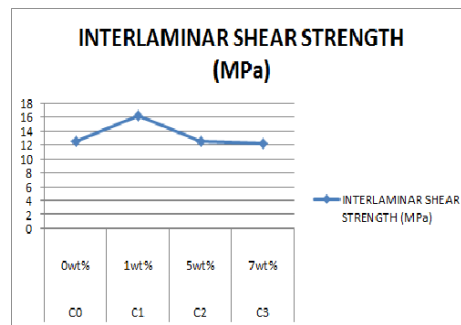 INTERLAMINAR SHEAR STRENGTH
(MPa)
18
16
14
12
10
8
6
4
2
0
0wt% 1wt% 5wt% 7wt%
C0 C1 C2 C3
INTERLAMINAR SHEAR
STRENGTH (MPa)